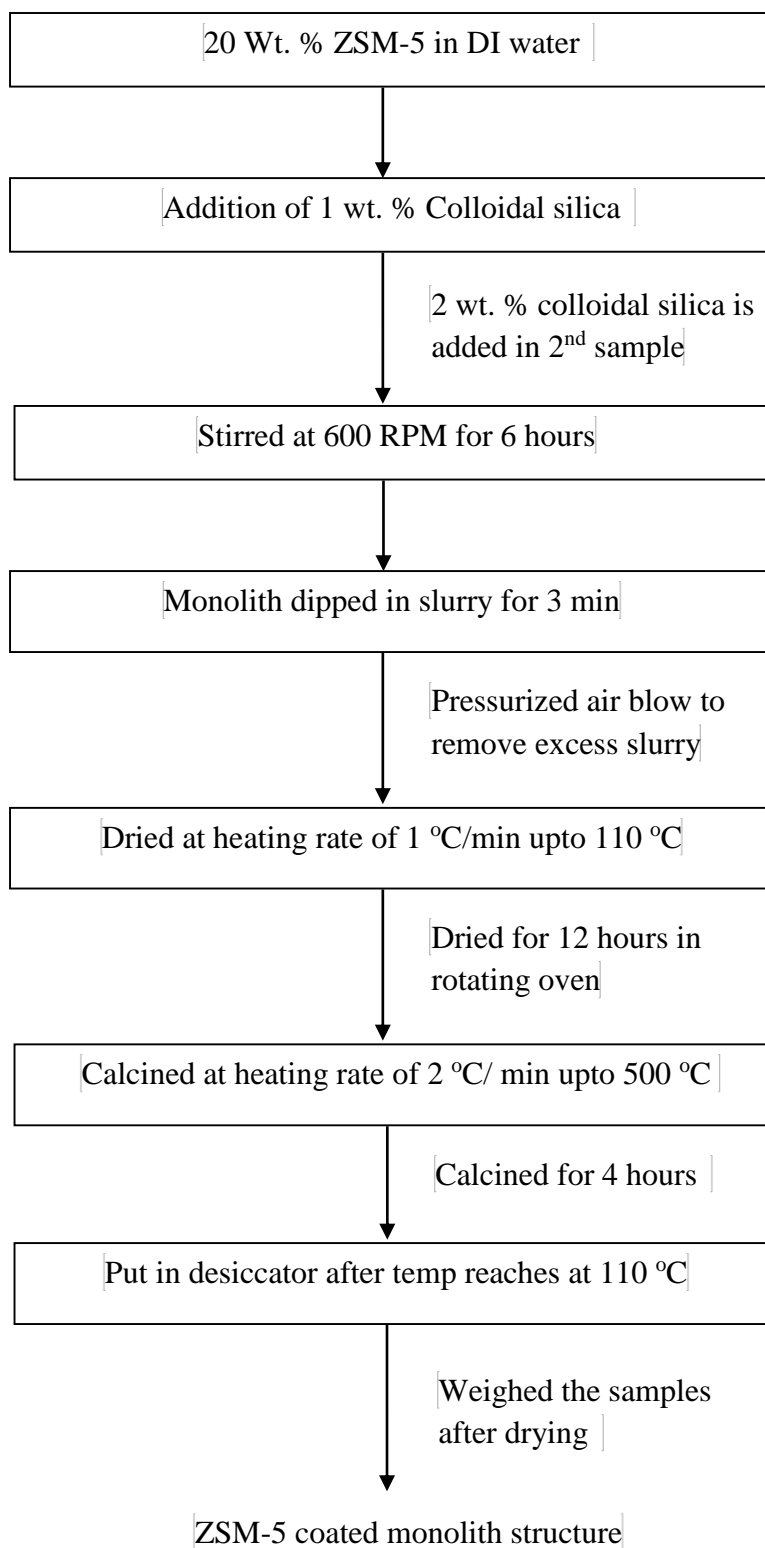 20 Wt. % ZSM-5 in DI water
Addition of 1 wt. % Colloidal silica
2 wt. % colloidal silica is
added in 2nd sample
Stirred at 600 RPM for 6 hours
Monolith dipped in slurry for 3 min
Pressurized air blow to
remove excess slurry
Dried at heating rate of 1 ºC/min upto 110 ºC
Dried for 12 hours in
rotating oven
Calcined at heating rate of 2 ºC/ min upto 500 ºC
Calcined for 4 hours
Put in desiccator after temp reaches at 110 ºC
Weighed the samples
after drying
ZSM-5 coated monolith structure